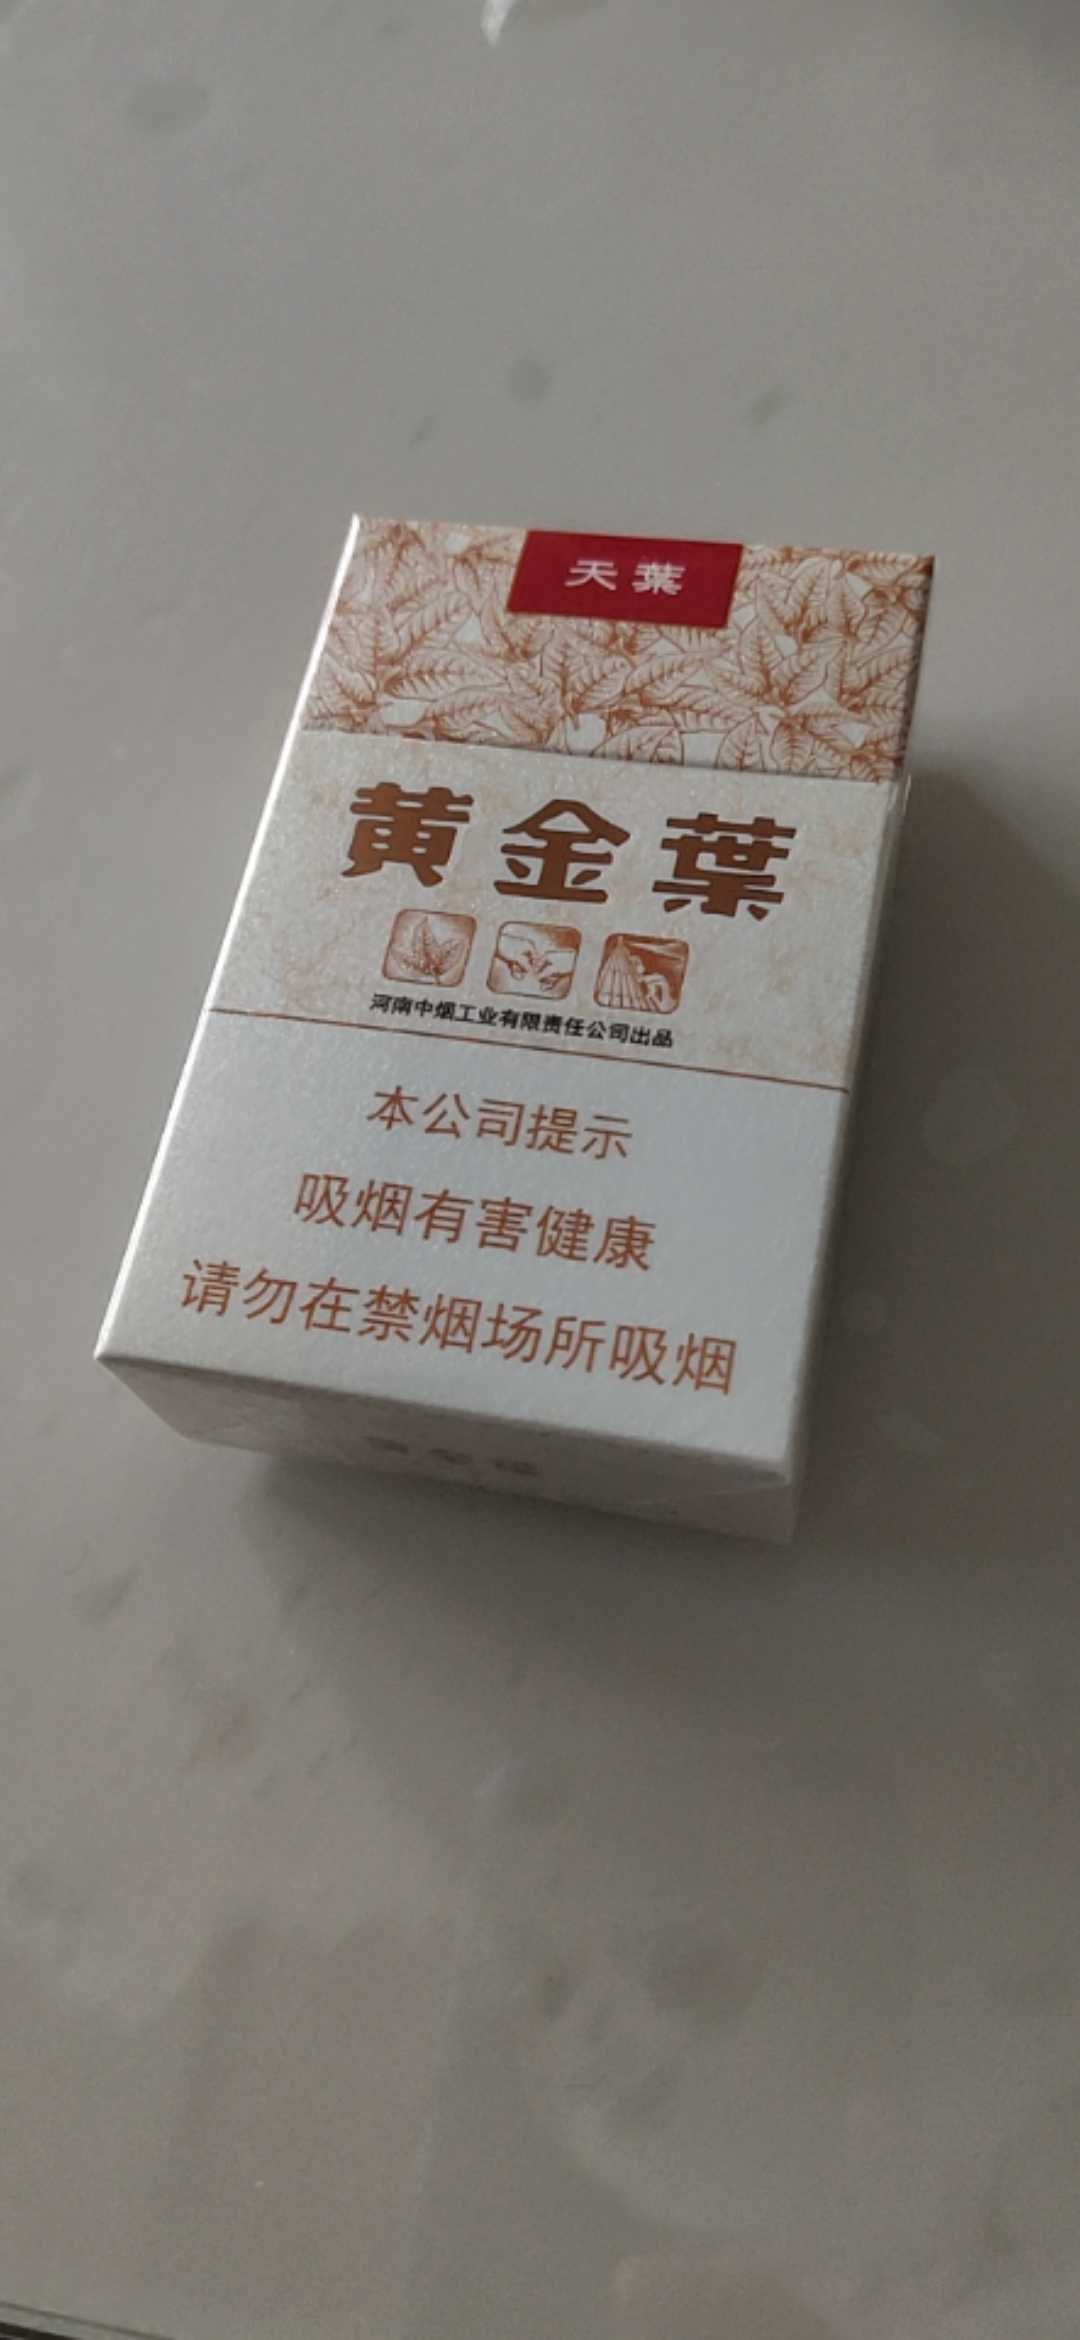 天葉
黄金葉
河南中烟工业有限责任公司出品
本公司提示
吸烟有害健康
请勿在禁烟场所吸烟